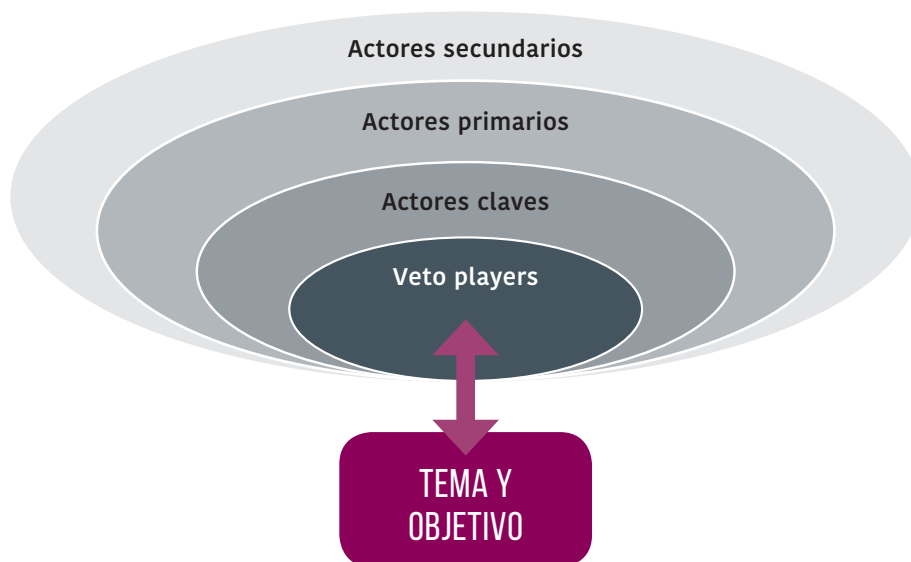 Actores secundarios
Actores primarios
Actores claves
Veto players
TEMA Y
OBJETIVO